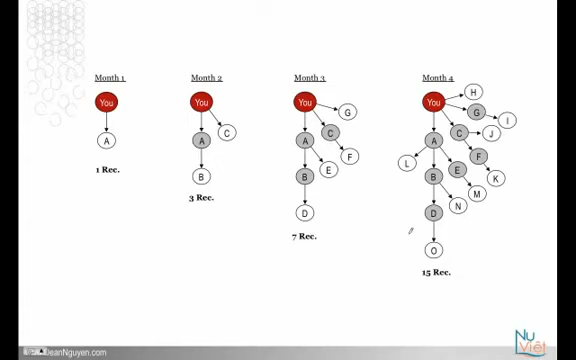 Month 1
You
A
1 Rec.
Month 2
You
A
C
B
3 Rec.
Month 3
You
G
C
A
F
E
B
D
7 Rec.
Month 4
You
H
G
I
C
J
A
F
L
E
K
B
M
N
D
O
15 Rec.
DeanNguyen.com
Nu
Việt